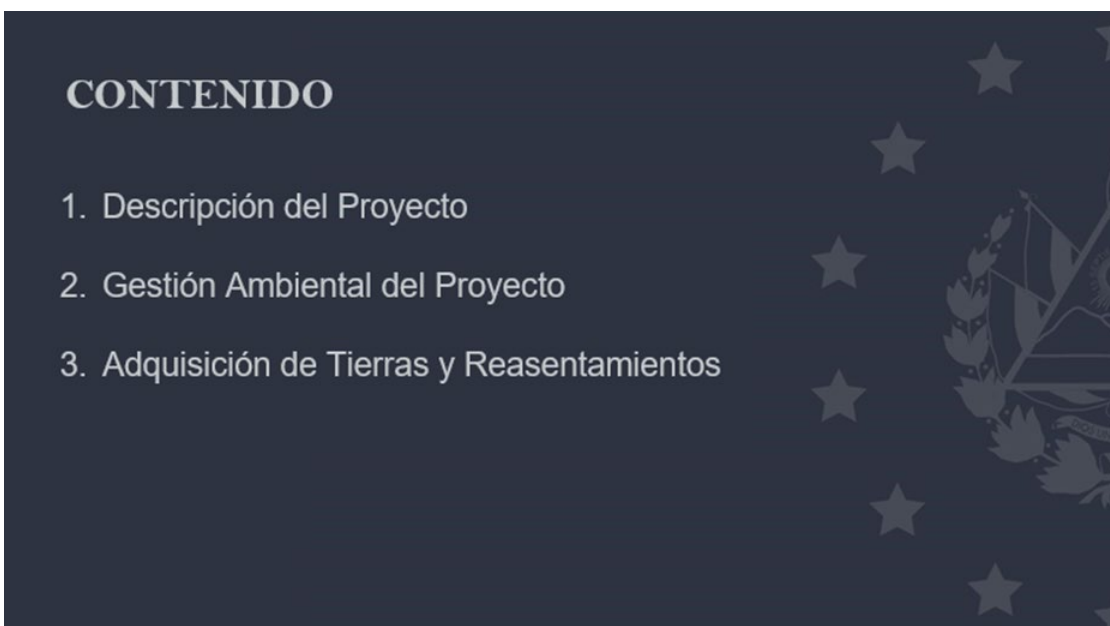 CONTENIDO
1. Descripción del Proyecto
2. Gestión Ambiental del Proyecto
3. Adquisición de Tierras y Reasentamientos